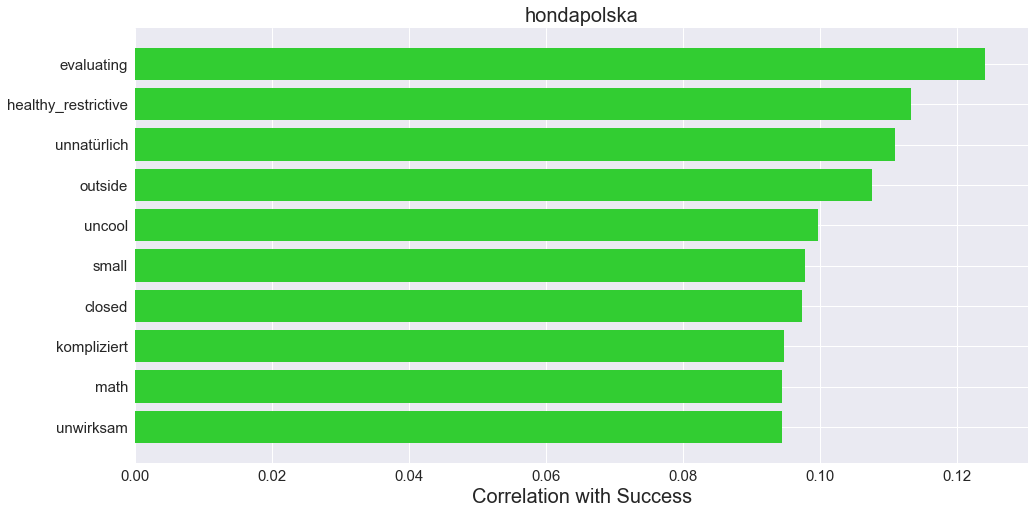 hondapolska
evaluating
healthy_restrictive
unnatürlich
outside
uncool
small
closed
kompliziert
math
unwirksam
0.00 0.02 0.04 0.06 0.08 0.10 0.12
Correlation with Success